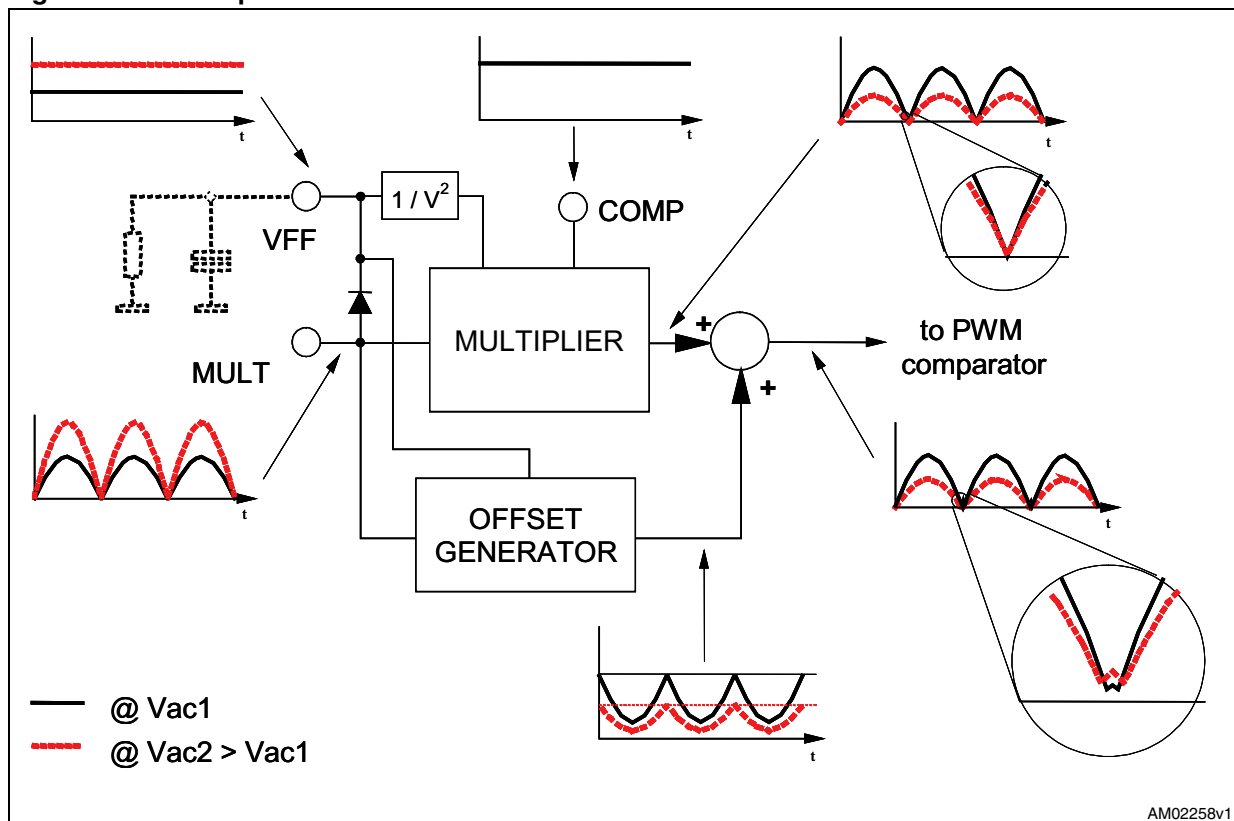 t
t
t
VFF
1 / V²
COMP
MULT
MULTIPLIER
+
+
to PWM
comparator
t
t
OFFSET
GENERATOR
t
@ Vac1
@ Vac2 > Vac1
AM02258v1